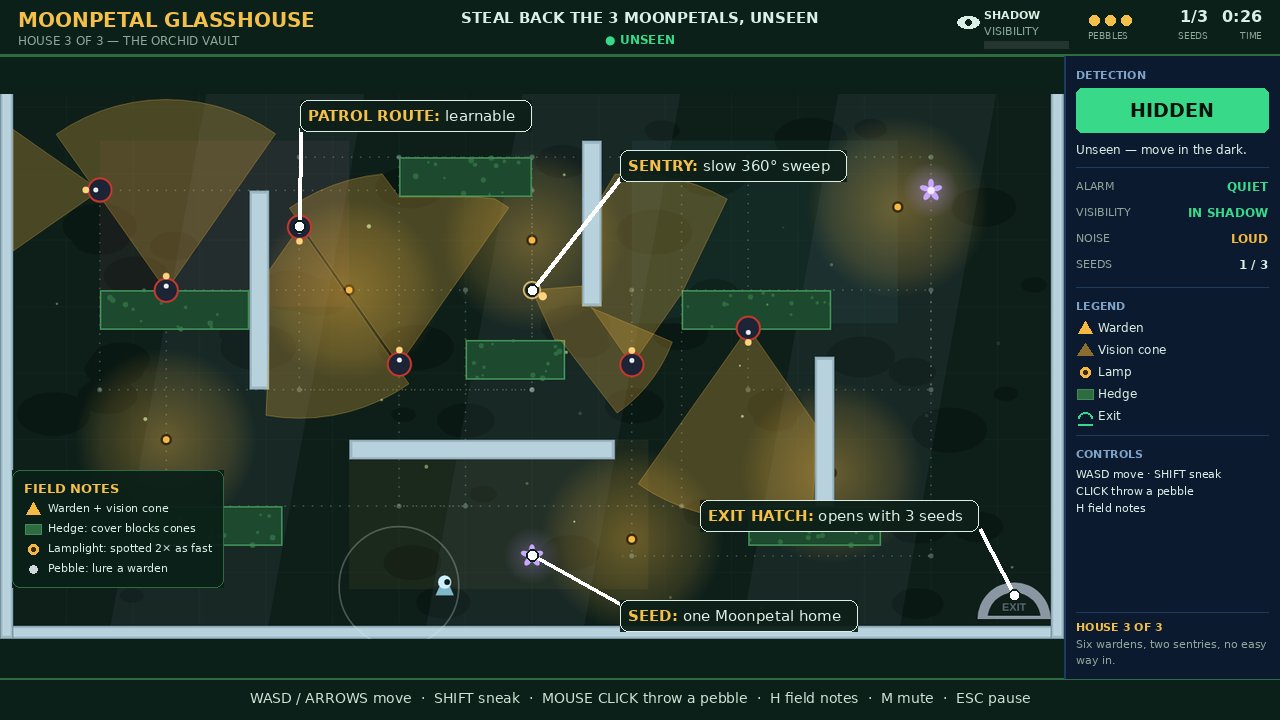 MOONPETAL GLASSHOUSE
HOUSE 3 OF 3 — THE ORCHID VAULT
STEAL BACK THE 3 MOONPETALS, UNSEEN
● UNSEEN
SHADOW
VISIBILITY
PEBBLES
1/3
SEEDS
0:26
TIME
PATROL ROUTE: learnable
SENTRY: slow 360° sweep
EXIT HATCH: opens with 3 seeds
SEED: one Moonpetal home
EXIT
FIELD NOTES
Warden + vision cone
Hedge: cover blocks cones
Lamplight: spotted 2× as fast
Pebble: lure a warden
DETECTION
HIDDEN
Unseen — move in the dark.
ALARM QUIET
VISIBILITY IN SHADOW
NOISE LOUD
SEEDS 1 / 3
LEGEND
Warden
Vision cone
Lamp
Hedge
Exit
CONTROLS
WASD move · SHIFT sneak
CLICK throw a pebble
H field notes
HOUSE 3 OF 3
Six wardens, two sentries, no easy
way in.
WASD / ARROWS move · SHIFT sneak · MOUSE CLICK throw a pebble · H field notes · M mute · ESC pause